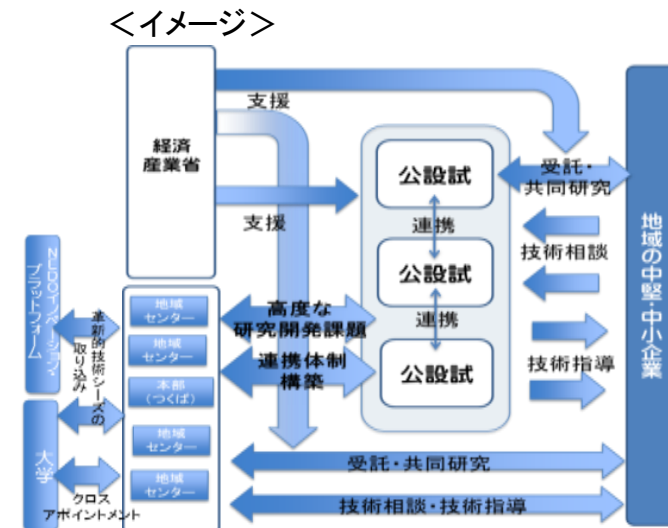 ＜イメージ＞
経済
産業省
支援
支援
公設試
連携
公設試
連携
公設試
受託・
共同研究
技術相談
技術指導
地域の中堅・中小企業
NEDOイノベーション・
プラットフォーム
革新的技術シーズの
取り込み
大学
クロス
アポイントメント
地域
センター
地域
センター
本部
（つくば）
地域
センター
地域
センター
高度な
研究開発課題
連携体制
構築
受託・共同研究
技術相談・技術指導